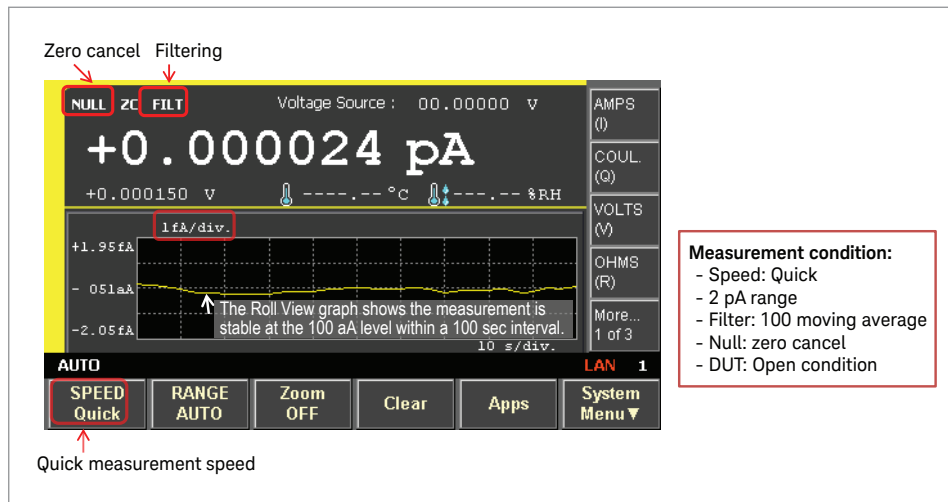 Zero cancel Filtering
NULL ZC FILT Voltage Source : 00.00000 V
+0.000024 pA
+0.000150 V ----.--°C ---.--%RH
AMPS
(I)
COUL.
(Q)
VOLTS
(V)
OHMS
(R)
More...
1 of 3
1fA/div.
+1.95fA
- 051aA
-2.05fA
The Roll View graph shows the measurement is
stable at the 100 aA level within a 100 sec interval.
10 s/div.
AUTO LAN 1
SPEED
Quick
RANGE
AUTO
Zoom
OFF
Clear
Apps
System
Menu▼
Quick measurement speed
Measurement condition:
- Speed: Quick
- 2 pA range
- Filter: 100 moving average
- Null: zero cancel
- DUT: Open condition